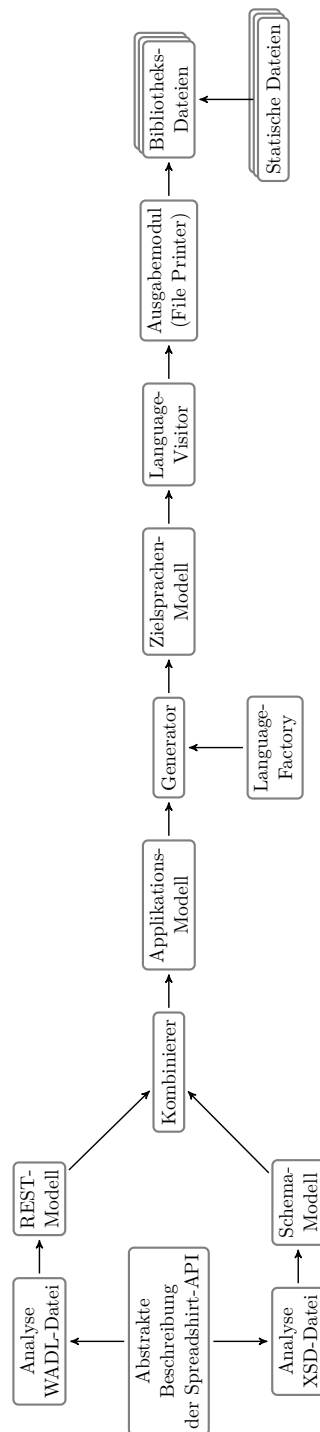 Abstrakte
Beschreibung
der Spreadshirt-API
Analyse
WADL-Datei
REST-
Modell
Analyse
XSD-Datei
Schema-
Modell
Kombinierer
Applikations-
Modell
Generator
Language-
Factory
Zielsprachen-
Modell
Language-
Visitor
Ausgabemodul
(File Printer)
Bibliotheks-
Dateien
Statische Dateien